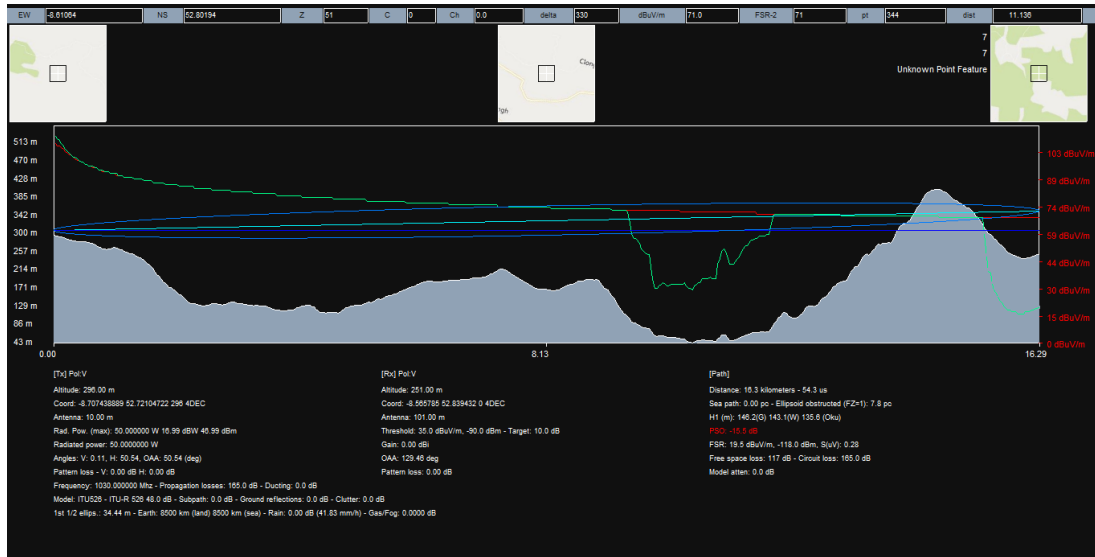 EW -8.61064 NS 52.80194 Z 51 C 0 Ch 0.0 delta 330 dBuV/m 71.0 FSR-2 71 pt 344 dist 11.136
7
7
Unknown Point Feature
513 m
470 m
428 m
385 m
342 m
300 m
257 m
214 m
171 m
129 m
86 m
43 m
103 dBuV/m
89 dBuV/m
74 dBuV/m
59 dBuV/m
44 dBuV/m
30 dBuV/m
15 dBuV/m
0 dBuV/m
0.00 8.13 16.29
[Tx] Pol:V
Altitude: 296.00 m
Coord: -8.707438889 52.72104722 296 4DEC
Antenna: 10.00 m
Rad. Pow. (max): 50.000000 W 16.99 dBW 46.99 dBm
Radiated power: 50.0000000 W
Angles: V: 0.11, H: 50.54, OAA: 50.54 (deg)
Pattern loss - V: 0.00 dB H: 0.00 dB
Frequency: 1030.000000 Mhz - Propagation losses: 165.0 dB - Ducting: 0.0 dB
Model: ITU526 - ITU-R 526 48.0 dB - Subpath: 0.0 dB - Ground reflections: 0.0 dB - Clutter: 0.0 dB
1st 1/2 ellips.: 34.44 m - Earth: 8500 km (land) 8500 km (sea) - Rain: 0.00 dB (41.83 mm/h) - Gas/Fog: 0.0000 dB
[Rx] Pol:V
Altitude: 251.00 m
Coord: -8.565785 52.839432 0 4DEC
Antenna: 101.00 m
Threshold: 35.0 dBuV/m, -90.0 dBm - Target: 10.0 dB
Gain: 0.00 dBi
OAA: 129.46 deg
Pattern loss: 0.00 dB
[Path]
Distance: 16.3 kilometers - 54.3 us
Sea path: 0.00 pc - Ellipsoid obstructed (FZ=1): 7.8 pc
H1 (m): 146.2(G) 143.1(W) 135.6 (Oku)
FSR: 19.5 dBuV/m, -118.0 dBm, S(uV): 0.28
Free space loss: 117 dB - Circuit loss: 165.0 dB
Model atten: 0.0 dB